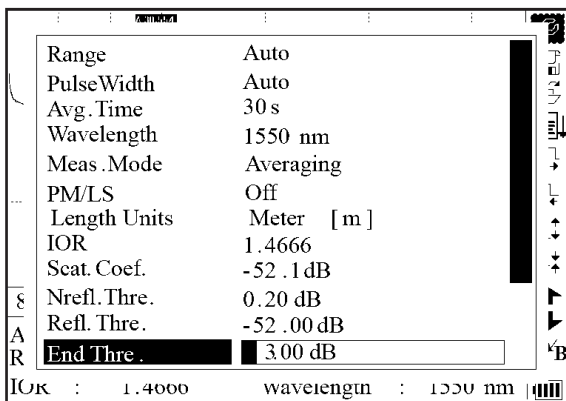 Range Auto
PulseWidth Auto
Avg.Time 30 s
Wavelength 1550 nm
Meas.Mode Averaging
PM/LS Off
Length Units Meter [m]
IOR 1.4666
Scat. Coef. -52.1dB
Nrefl.Thre. 0.20 dB
Refl. Thre. -52.00dB
End Thre. 3.00 dB
8
A
R
B
IOR : 1.4666 Wavelength : 1550 nm